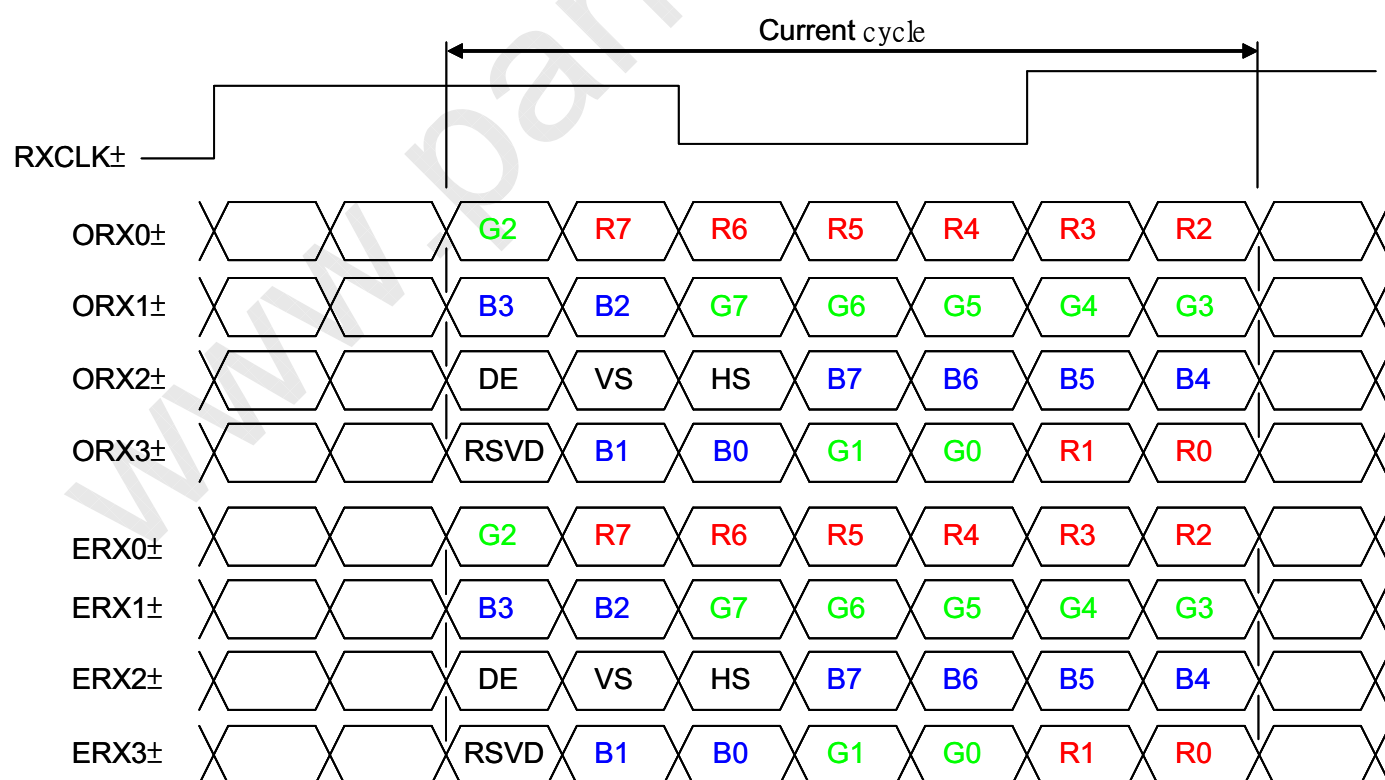 Current cycle
RXCLK±
ORX0± G2 R7 R6 R5 R4 R3 R2
ORX1± B3 B2 G7 G6 G5 G4 G3
ORX2± DE VS HS B7 B6 B5 B4
ORX3± RSVD B1 B0 G1 G0 R1 R0
ERX0± G2 R7 R6 R5 R4 R3 R2
ERX1± B3 B2 G7 G6 G5 G4 G3
ERX2± DE VS HS B7 B6 B5 B4
ERX3± RSVD B1 B0 G1 G0 R1 R0
www.pan